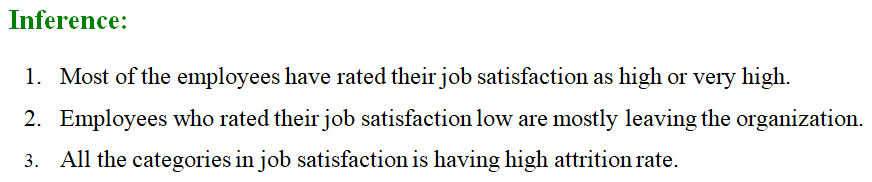 Inference:
1. Most of the employees have rated their job satisfaction as high or very high.
2. Employees who rated their job satisfaction low are mostly leaving the organization.
3. All the categories in job satisfaction is having high attrition rate.